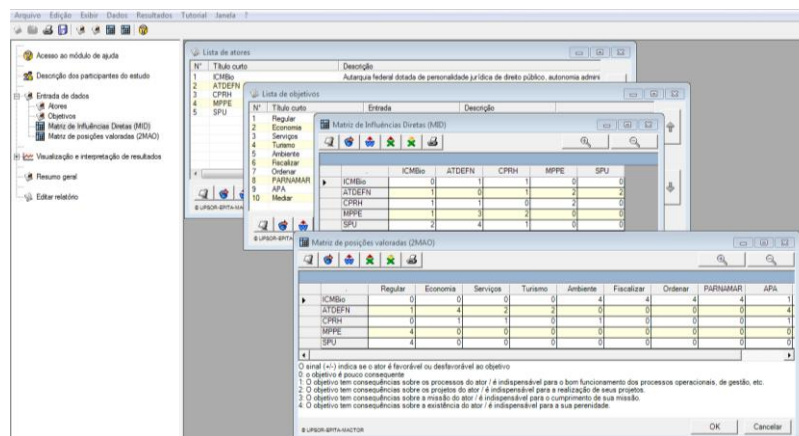 Arquivo Edição Exibir Dados Resultados Tutorial Janela ?
Acesso ao módulo de ajuda
Descrição dos participantes do estudo
Entrada de dados
Atores
Objetivos
Matriz de Influências Diretas (MID)
Matriz de posições valoradas (2MAO)
Visualização e interpretação de resultados
Resumo geral
Editar relatório
Lista de atores
N° Título curto Descrição
1 ICMBio Autarquia federal dotada de personalidade jurídica de direito público, autonomia admini
2 ATDEFN
3 CPRH
4 MPPE
5 SPU
Lista de objetivos
N° Título curto Entrada Descrição
1 Regular
2 Economia
3 Serviços
4 Turismo
5 Ambiente
6 Fiscalizar
7 Ordenar
8 PARNAMAR
9 APA
10 Mediar
Matriz de Influências Diretas (MID)
ICMBio ATDEFN CPRH MPPE SPU
ICMBio 0 1 1 0 0
ATDEFN 1 0 1 2 2
CPRH 1 1 0 2 0
MPPE 1 3 2 0 0
SPU 2 4 1 0 0
© LIPSOR-EPITA-MACTOR
Matriz de posições valoradas (2MAO)
Regular Economia Serviços Turismo Ambiente Fiscalizar Ordenar PARNAMAR APA
ICMBio 0 0 0 0 4 4 4 4 1
ATDEFN 1 4 2 2 0 0 0 0 4
CPRH 0 1 1 0 1 0 0 0 1
MPPE 4 0 0 0 0 0 0 0 0
SPU 4 0 0 0 0 0 0 0 0
O sinal (+/-) indica se o ator é favorável ou desfavorável ao objetivo
0: o objetivo é pouco consequente
1: O objetivo tem consequências sobre os processos do ator / é indispensável para o bom funcionamento dos processos operacionais, de gestão, etc.
2: O objetivo tem consequências sobre os projetos do ator / é indispensável para a realização de seus projetos.
3: O objetivo tem consequências sobre a missão do ator / é indispensável para o cumprimento de sua missão.
4: O objetivo tem consequências sobre a existência do ator / é indispensável para a sua perenidade.
© LIPSOR-EPITA-MACTOR
OK Cancelar